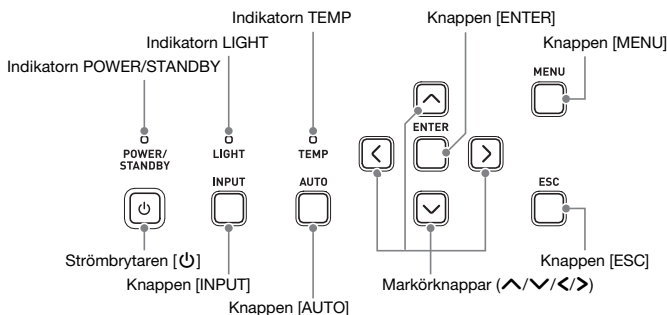 Indikatorn TEMP
Knappen [ENTER]
Indikatorn LIGHT
Knappen [MENU]
Indikatorn POWER/STANDBY
MENU
ENTER
POWER/
STANDBY
LIGHT
TEMP
INPUT
AUTO
ESC
Strömbrytaren [⏻]
Knappen [ESC]
Knappen [INPUT]
Markörknappar (∧/∨/</>)
Knappen [AUTO]